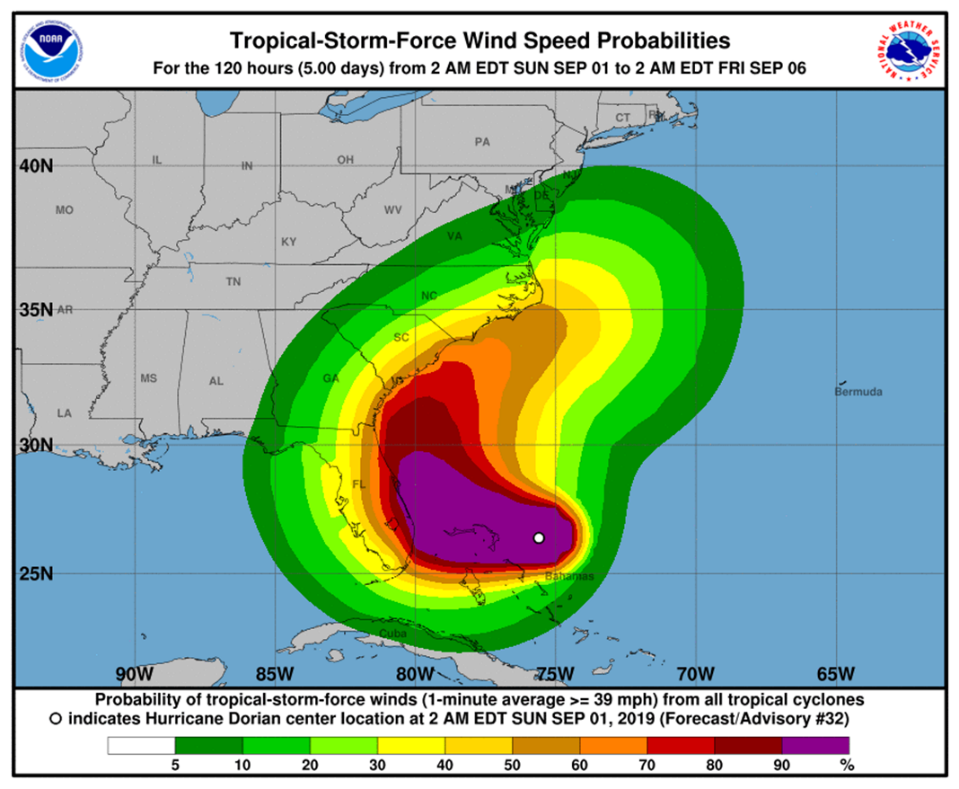 NOAA
NATIONAL WEATHER SERVICE
Tropical-Storm-Force Wind Speed Probabilities
For the 120 hours (5.00 days) from 2 AM EDT SUN SEP 01 to 2 AM EDT FRI SEP 06
CT
PA
40N
IL
IN
OH
NJ
DE
MO
WV
VA
KY
TN
NC
35N
AR
SC
US
MS
AL
GA
Bermuda
LA
30N
FL
25N
Bahamas
Cuba
90W 85W 80W 75W 70W 65W
Probability of tropical-storm-force winds (1-minute average >= 39 mph) from all tropical cyclones
indicates Hurricane Dorian center location at 2 AM EDT SUN SEP 01, 2019 (Forecast/Advisory #32)
5 10 20 30 40 50 60 70 80 90 %